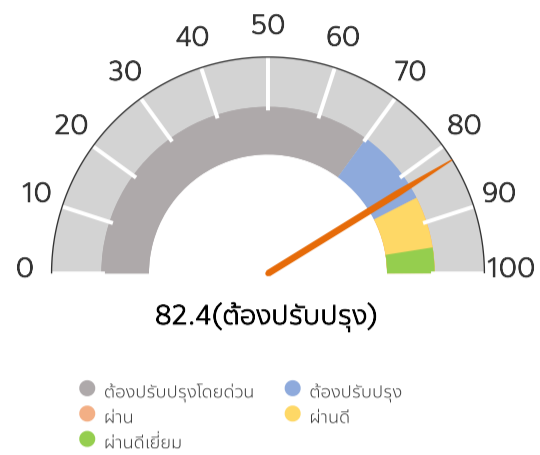 50
40
60
30
70
20
80
10
90
0
100
82.4(ต้องปรับปรุง)
ต้องปรับปรุงโดยด่วน
ต้องปรับปรุง
ผ่าน
ผ่านดี
ผ่านดีเยี่ยม